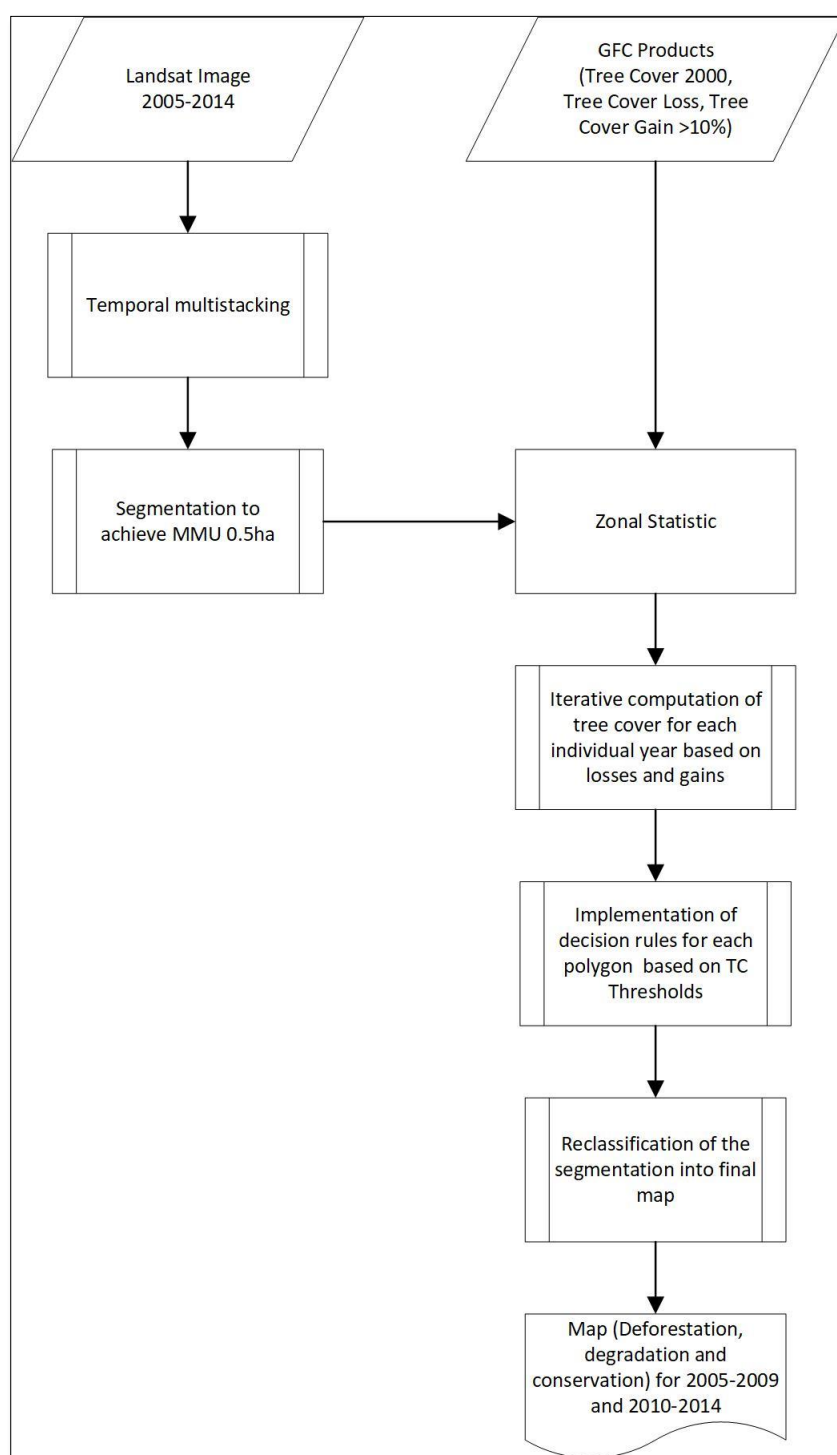 Landsat Image
2005-2014
GFC Products
(Tree Cover 2000,
Tree Cover Loss, Tree
Cover Gain >10%)
Temporal multistacking
Segmentation to
achieve MMU 0.5ha
Zonal Statistic
Iterative computation of
tree cover for each
individual year based on
losses and gains
Implementation of
decision rules for each
polygon based on TC
Thresholds
Reclassification of the
segmentation into final
map
Map (Deforestation,
degradation and
conservation) for 2005-2009
and 2010-2014